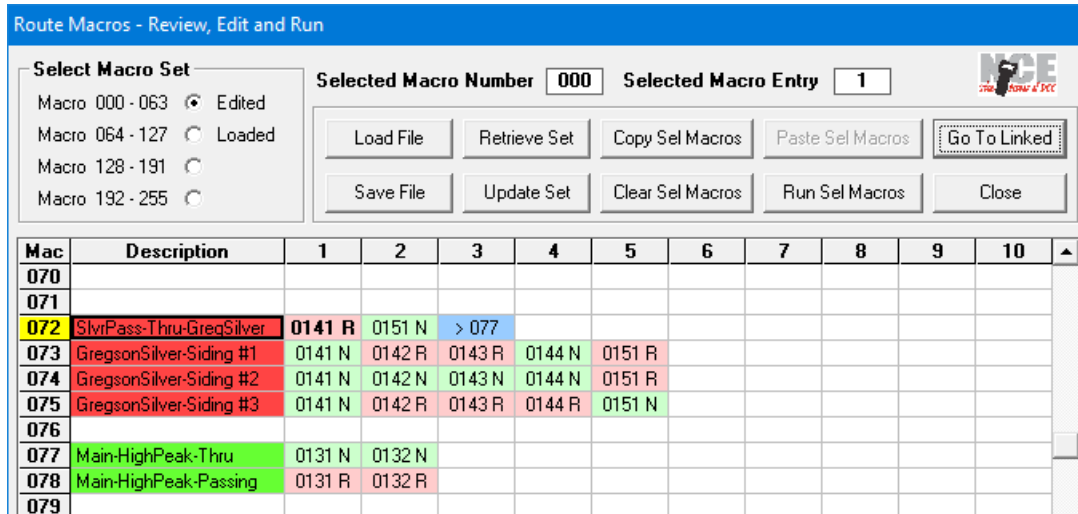 Route Macros - Review, Edit and Run
Select Macro Set
Selected Macro Number 000 Selected Macro Entry 1
Macro 000 - 063 Edited
Macro 064 - 127 Loaded
Macro 128 - 191
Macro 192 - 255
NCE
Load File Retrieve Set Copy Sel Macros Paste Sel Macros Go To Linked
Save File Update Set Clear Sel Macros Run Sel Macros Close
Mac Description 1 2 3 4 5 6 7 8 9 10
070
071
072 SlvrPass-Thru-GregSilver 0141 R 0151 N > 077
073 GregsonSilver-Siding #1 0141 N 0142 R 0143 R 0144 N 0151 R
074 GregsonSilver-Siding #2 0141 N 0142 N 0143 N 0144 N 0151 R
075 GregsonSilver-Siding #3 0141 N 0142 R 0143 R 0144 R 0151 N
076
077 Main-HighPeak-Thru 0131 N 0132 N
078 Main-HighPeak-Passing 0131 R 0132 R
079